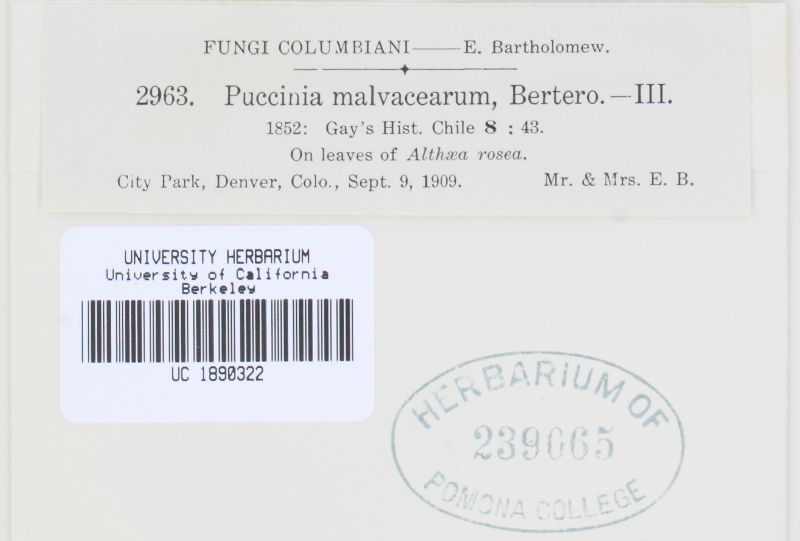 FUNGI COLUMBIANI—E. Bartholomew.
2963. Puccinia malvacearum, Bertero.—III.
1852: Gay's Hist. Chile 8 : 43.
On leaves of Althæa rosea.
City Park, Denver, Colo., Sept. 9, 1909. Mr. & Mrs. E. B.
UNIVERSITY HERBARIUM
University of California
Berkeley
UC 1890322
HERBARIUM OF
239065
POMONA COLLEGE